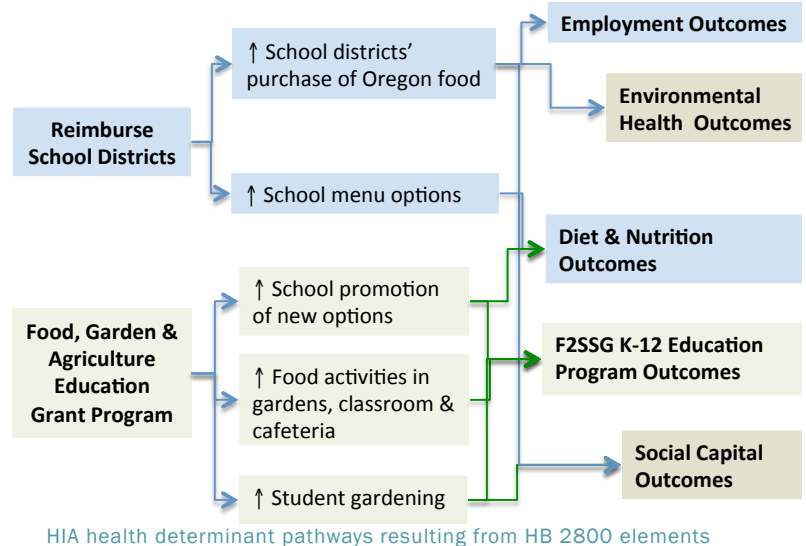 Reimburse
School Districts
↑ School districts’
purchase of Oregon food
↑ School menu options
Employment Outcomes
Environmental
Health Outcomes
Diet & Nutrition
Outcomes
Food, Garden &
Agriculture
Education
Grant Program
↑ School promotion
of new options
↑ Food activities in
gardens, classroom &
cafeteria
↑ Student gardening
F2SSG K-12 Education
Program Outcomes
Social Capital
Outcomes
HIA health determinant pathways resulting from HB 2800 elements